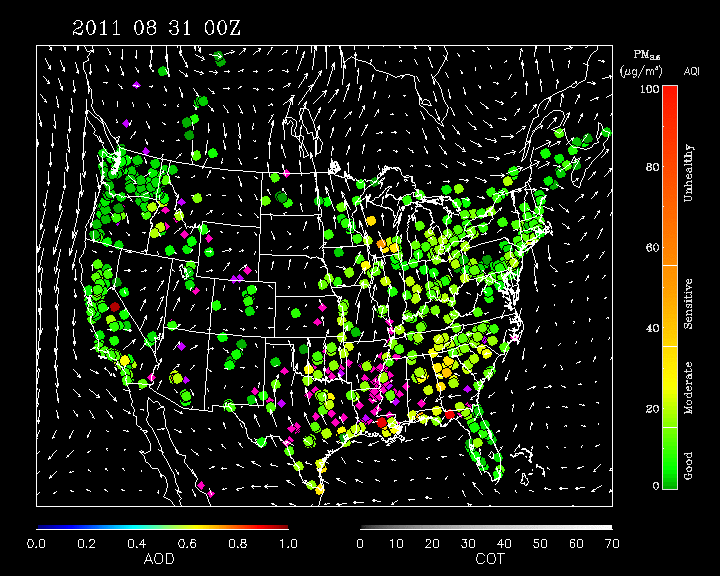 2011 08 31 00Z
PM2.5
(μg/m³) AQI
100
80
60
40
20
0
Unhealthy
Sensitive
Moderate
Good
0.0 0.2 0.4 0.6 0.8 1.0
AOD
0 10 20 30 40 50 60 70
COT